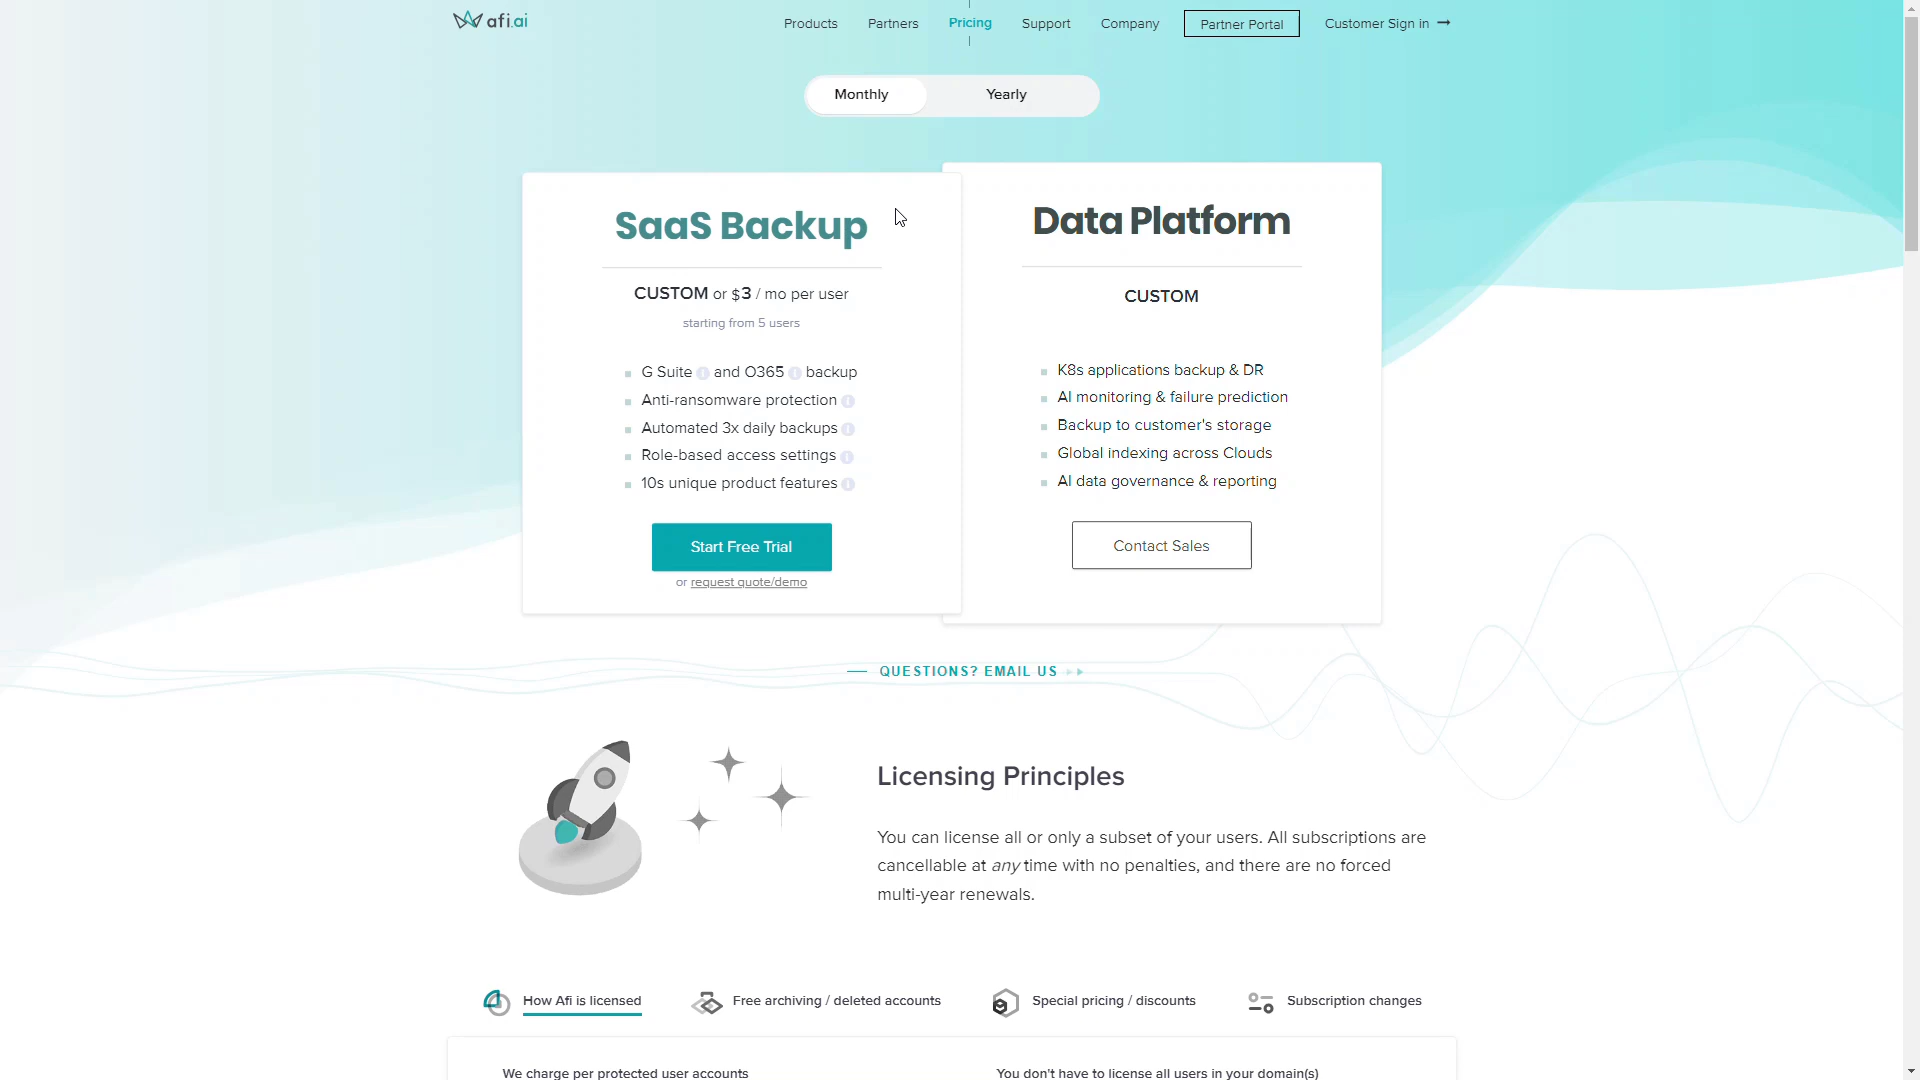 afi.ai
Products Partners Pricing Support Company Partner Portal Customer Sign in →
Monthly Yearly
SaaS Backup
CUSTOM or $3 / mo per user
starting from 5 users
G Suite i and O365 i backup
Anti-ransomware protection i
Automated 3x daily backups i
Role-based access settings i
10s unique product features i
Start Free Trial
or request quote/demo
Data Platform
CUSTOM
K8s applications backup & DR
AI monitoring & failure prediction
Backup to customer's storage
Global indexing across Clouds
AI data governance & reporting
Contact Sales
QUESTIONS? EMAIL US
Licensing Principles
You can license all or only a subset of your users. All subscriptions are
cancellable at any time with no penalties, and there are no forced
multi-year renewals.
How Afi is licensed Free archiving / deleted accounts Special pricing / discounts Subscription changes
We charge per protected user accounts You don't have to license all users in your domain(s)